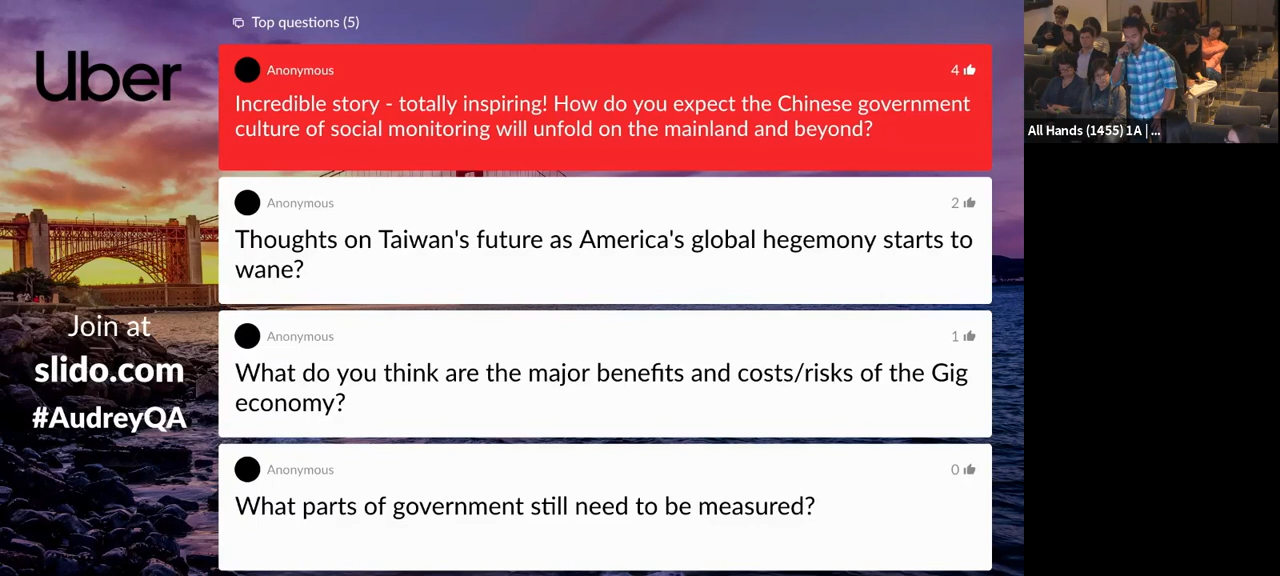 Top questions (5)
Uber
Anonymous
4
Incredible story - totally inspiring! How do you expect the Chinese government
culture of social monitoring will unfold on the mainland and beyond?
Anonymous
2
Thoughts on Taiwan's future as America's global hegemony starts to
wane?
Anonymous
1
What do you think are the major benefits and costs/risks of the Gig
economy?
Anonymous
0
What parts of government still need to be measured?
Join at
slido.com
#AudreyQA
All Hands (1455) 1A | ...